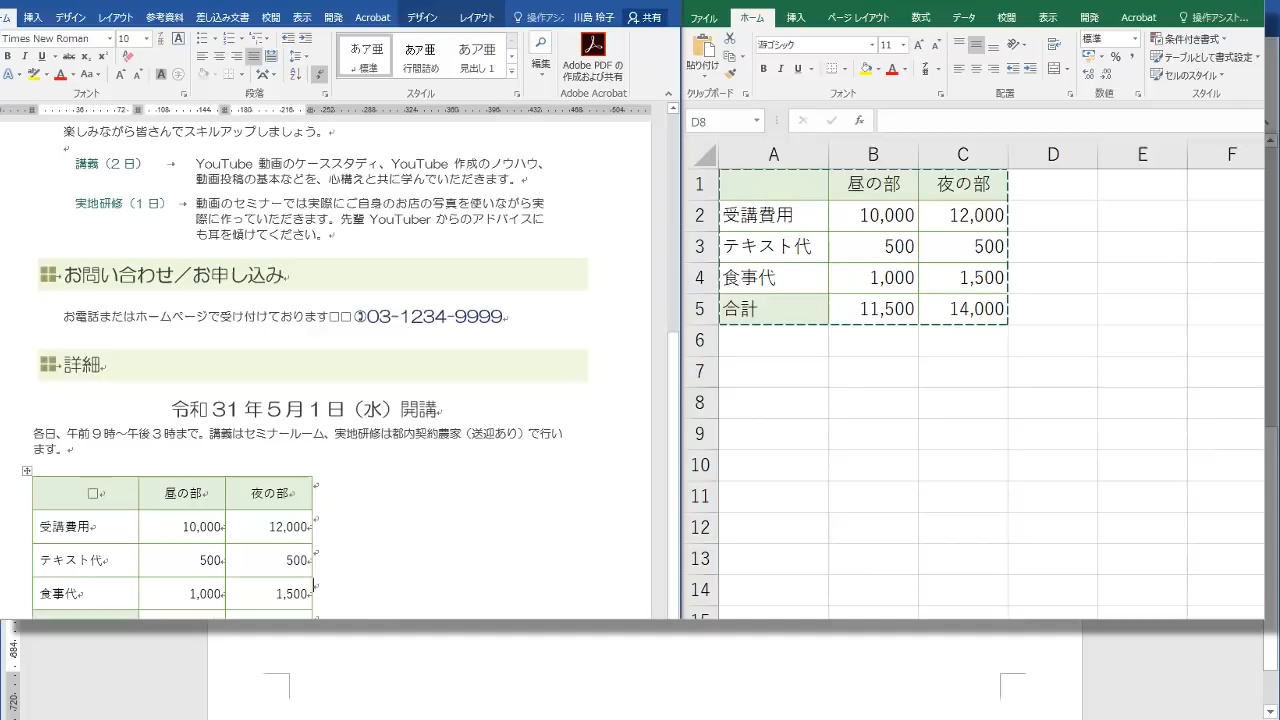 挿入 デザイン レイアウト 参考資料 差し込み文書 校閲 表示 開発 Acrobat デザイン レイアウト 操作アシ 川島 玲子 共有
Times New Roman 10
B I U abc x₂ x²
Aa
あア亜 あア亜 あア亜
標準 行間詰め 見出し 1
編集
Adobe PDF の
作成および共有
フォント 段落 スタイル Adobe Acrobat
36 72 108 144 180 216 252 288 324 360 396 432 468 504
楽しみながら皆さんでスキルアップしましょう。
講義（2 日） → YouTube 動画のケーススタディ、YouTube 作成のノウハウ、
動画投稿の基本などを、心構えと共に学んでいただきます。
実地研修（1 日） → 動画のセミナーでは実際にご自身のお店の写真を使いながら実
際に作っていただきます。先輩 YouTuber からのアドバイスに
も耳を傾けてください。
お問い合わせ／お申し込み
お電話またはホームページで受け付けております□□②03-1234-9999
詳細
令和 31 年 5 月 1 日（水）開講
各日、午前 9 時～午後 3 時まで。講義はセミナールーム、実地研修は都内契約農家（送迎あり）で行い
ます。
昼の部 夜の部
受講費用 10,000 12,000
テキスト代 500 500
食事代 1,000 1,500
684
720
ファイル ホーム 挿入 ページ レイアウト 数式 データ 校閲 表示 開発 Acrobat 操作アシスト...
貼り付け
游ゴシック 11
B I U
標準
条件付き書式
テーブルとして書式設定
セルのスタイル
クリップボード フォント 配置 数値 スタイル
D8 fx
A B C D E F
1 昼の部 夜の部
2 受講費用 10,000 12,000
3 テキスト代 500 500
4 食事代 1,000 1,500
5 合計 11,500 14,000
6
7
8
9
10
11
12
13
14
15